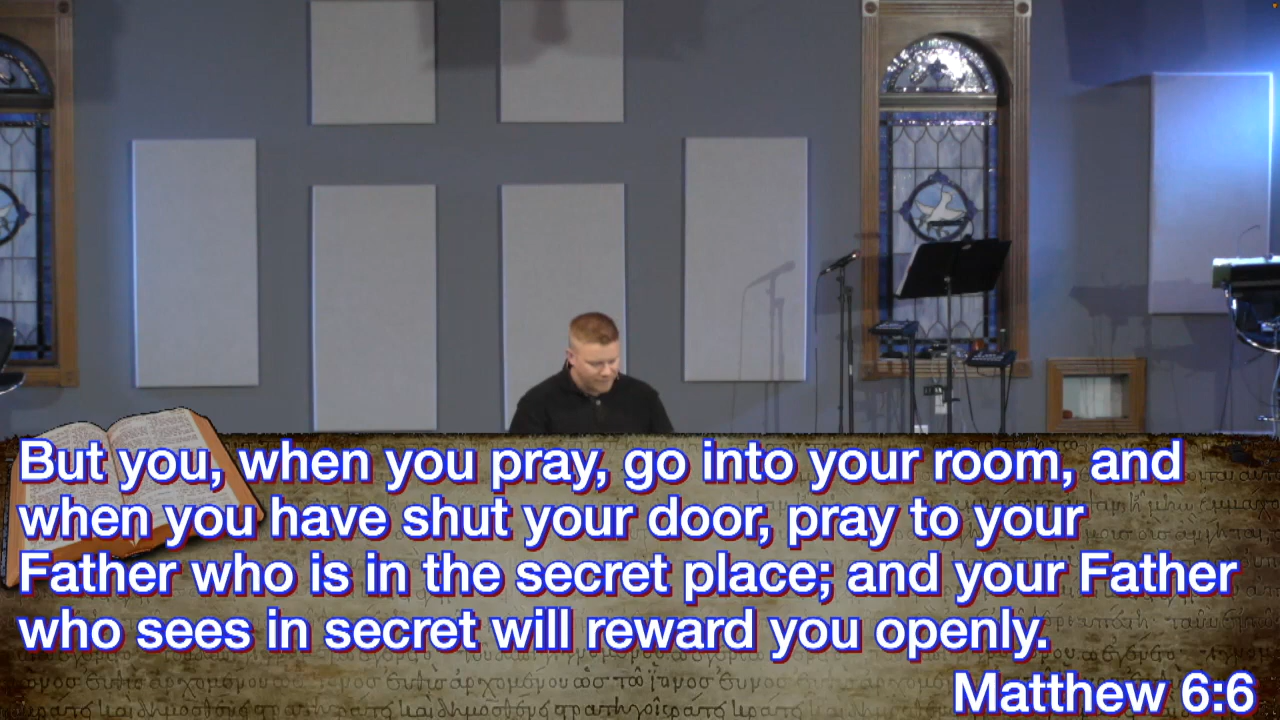 But you, when you pray, go into your room, and
when you have shut your door, pray to your
Father who is in the secret place; and your Father
who sees in secret will reward you openly.
Matthew 6:6